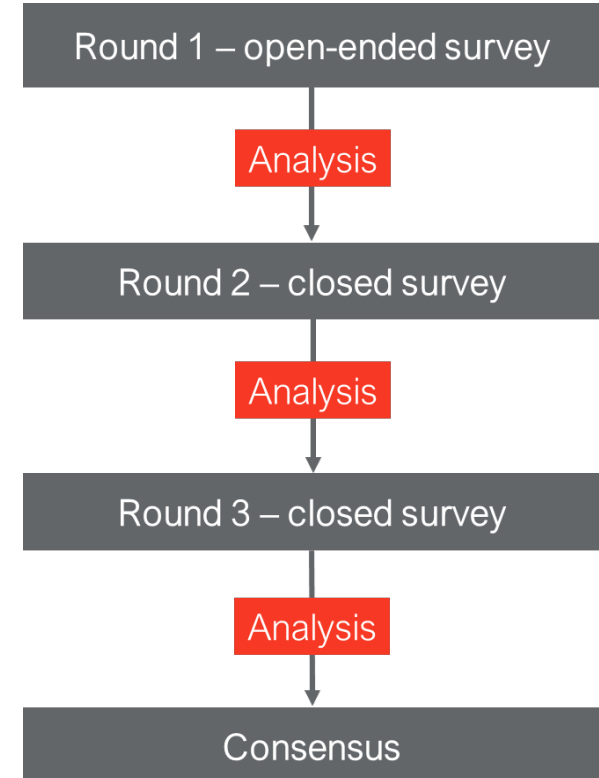 Round 1 – open-ended survey
Analysis
Round 2 – closed survey
Analysis
Round 3 – closed survey
Analysis
Consensus